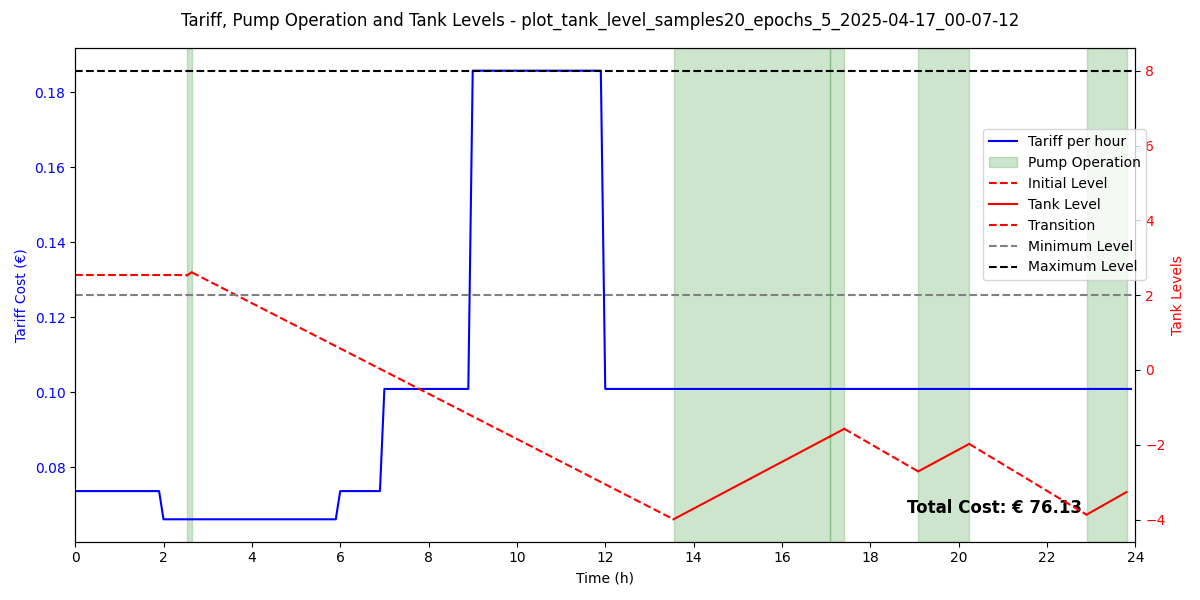 Tariff, Pump Operation and Tank Levels - plot_tank_level_samples20_epochs_5_2025-04-17_00-07-12
0.18
0.16
0.14
0.12
0.10
0.08
Tariff Cost (€)
8
6
4
2
0
−2
−4
Tank Levels
Tariff per hour
Pump Operation
Initial Level
Tank Level
Transition
Minimum Level
Maximum Level
Total Cost: € 76.13
0 2 4 6 8 10 12 14 16 18 20 22 24
Time (h)